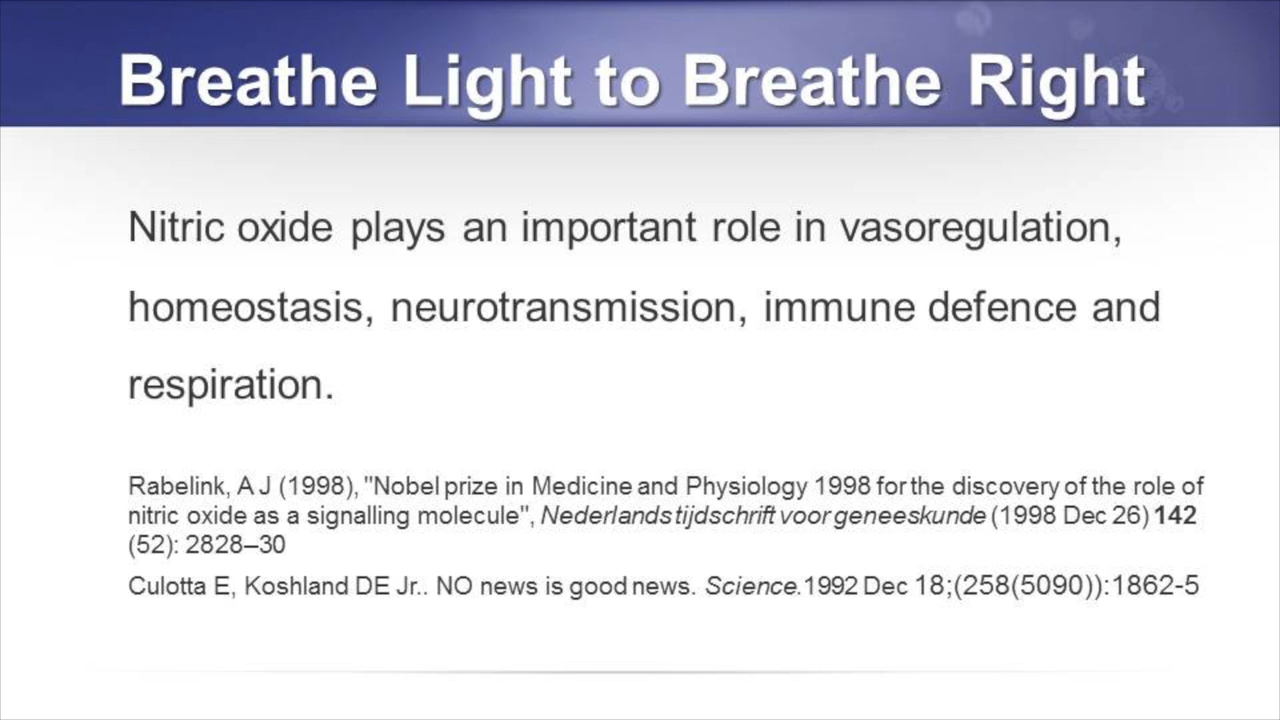 Breathe Light to Breathe Right
Nitric oxide plays an important role in vasoregulation,
homeostasis, neurotransmission, immune defence and
respiration.
Rabelink, A J (1998), "Nobel prize in Medicine and Physiology 1998 for the discovery of the role of
nitric oxide as a signalling molecule", Nederlands tijdschrift voor geneeskunde (1998 Dec 26) 142
(52): 2828–30
Culotta E, Koshland DE Jr.. NO news is good news. Science. 1992 Dec 18;(258(5090)):1862-5